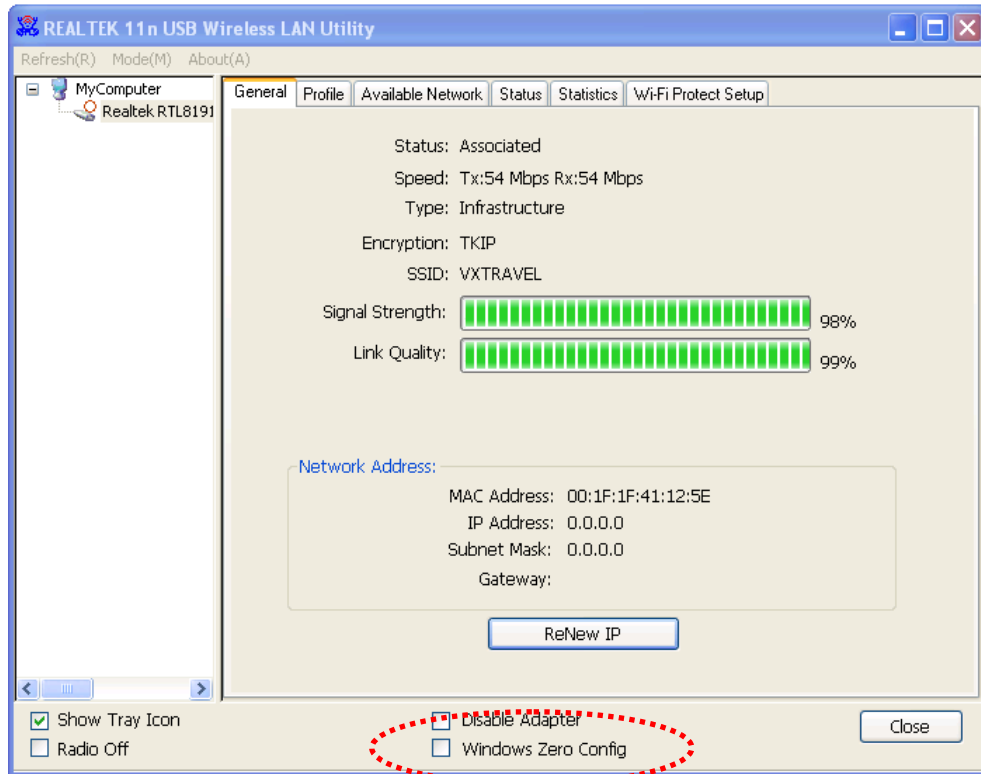 REALTEK 11n USB Wireless LAN Utility
Refresh(R) Mode(M) About(A)
MyComputer
Realtek RTL8191
General Profile Available Network Status Statistics Wi-Fi Protect Setup
Status: Associated
Speed: Tx:54 Mbps Rx:54 Mbps
Type: Infrastructure
Encryption: TKIP
SSID: VXTRAVEL
Signal Strength: 98%
Link Quality: 99%
Network Address:
MAC Address: 00:1F:1F:41:12:5E
IP Address: 0.0.0.0
Subnet Mask: 0.0.0.0
Gateway:
ReNew IP
Show Tray Icon Disable Adapter Close
Radio Off Windows Zero Config